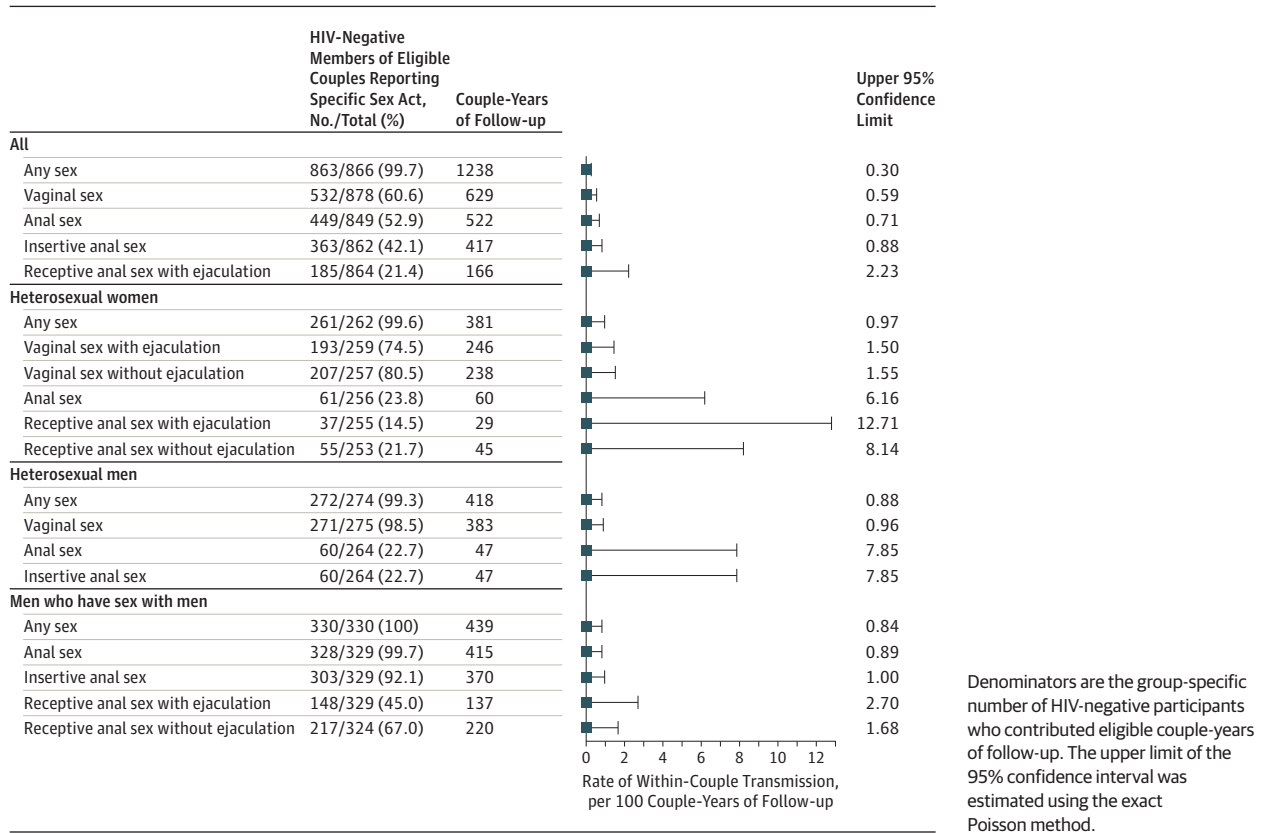 HIV-Negative
Members of Eligible
Couples Reporting
Specific Sex Act,
No./Total (%)
Couple-Years
of Follow-up
Upper 95%
Confidence
Limit
All
Any sex 863/866 (99.7) 1238 0.30
Vaginal sex 532/878 (60.6) 629 0.59
Anal sex 449/849 (52.9) 522 0.71
Insertive anal sex 363/862 (42.1) 417 0.88
Receptive anal sex with ejaculation 185/864 (21.4) 166 2.23
Heterosexual women
Any sex 261/262 (99.6) 381 0.97
Vaginal sex with ejaculation 193/259 (74.5) 246 1.50
Vaginal sex without ejaculation 207/257 (80.5) 238 1.55
Anal sex 61/256 (23.8) 60 6.16
Receptive anal sex with ejaculation 37/255 (14.5) 29 12.71
Receptive anal sex without ejaculation 55/253 (21.7) 45 8.14
Heterosexual men
Any sex 272/274 (99.3) 418 0.88
Vaginal sex 271/275 (98.5) 383 0.96
Anal sex 60/264 (22.7) 47 7.85
Insertive anal sex 60/264 (22.7) 47 7.85
Men who have sex with men
Any sex 330/330 (100) 439 0.84
Anal sex 328/329 (99.7) 415 0.89
Insertive anal sex 303/329 (92.1) 370 1.00
Receptive anal sex with ejaculation 148/329 (45.0) 137 2.70
Receptive anal sex without ejaculation 217/324 (67.0) 220 1.68
0 2 4 6 8 10 12
Rate of Within-Couple Transmission,
per 100 Couple-Years of Follow-up
Denominators are the group-specific
number of HIV-negative participants
who contributed eligible couple-years
of follow-up. The upper limit of the
95% confidence interval was
estimated using the exact
Poisson method.